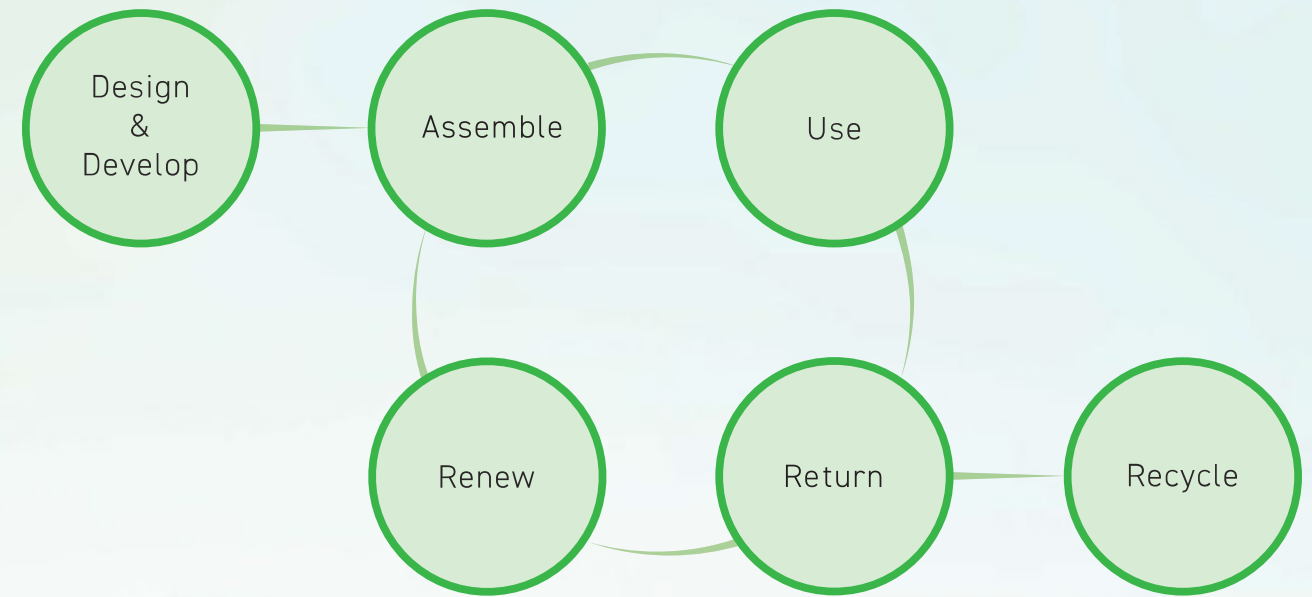 Design
&
Develop
Assemble
Use
Renew
Return
Recycle